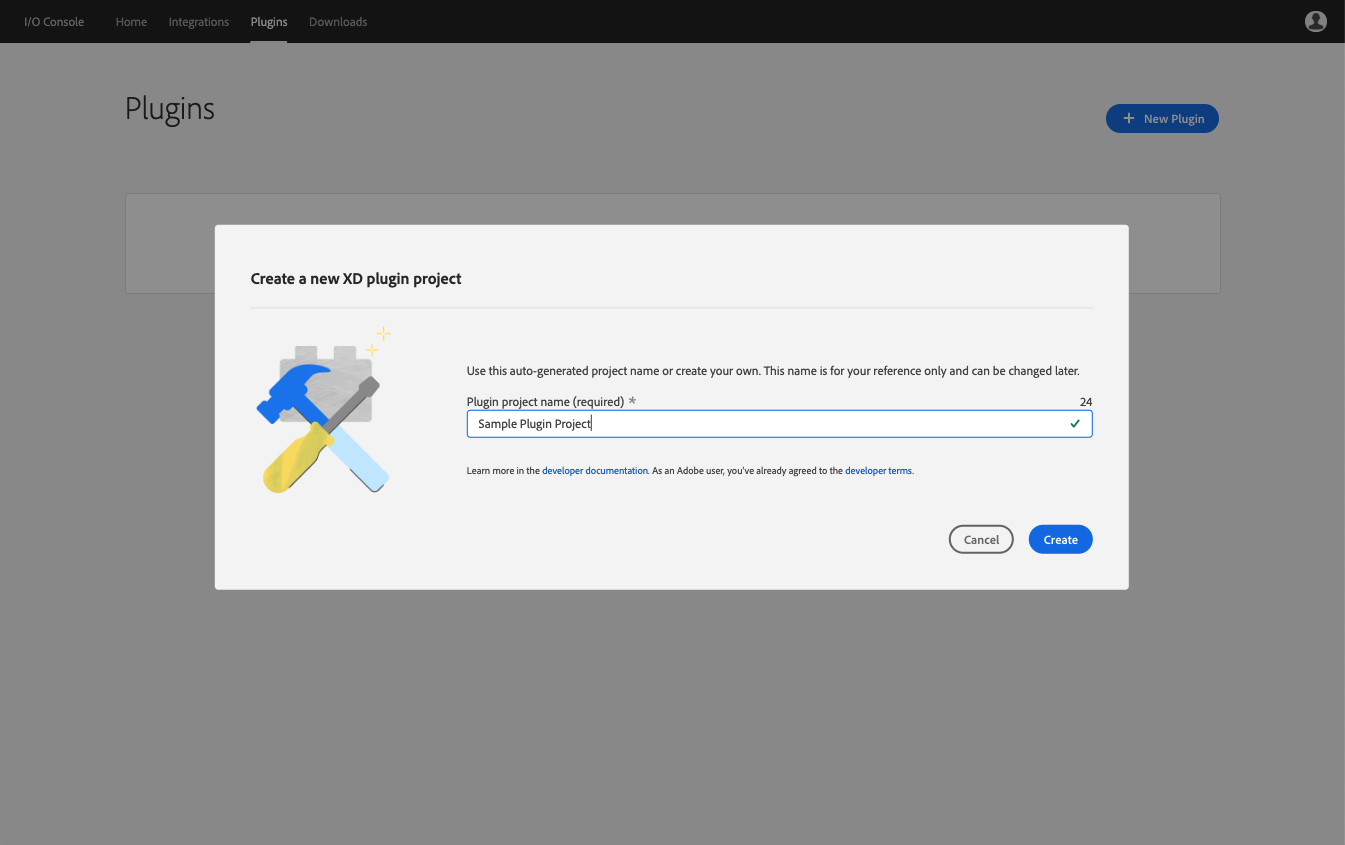 I/O Console Home Integrations Plugins Downloads
Plugins
+ New Plugin
Create a new XD plugin project
Use this auto-generated project name or create your own. This name is for your reference only and can be changed later.
Plugin project name (required) * 24
Sample Plugin Project
Learn more in the developer documentation. As an Adobe user, you've already agreed to the developer terms.
Cancel Create